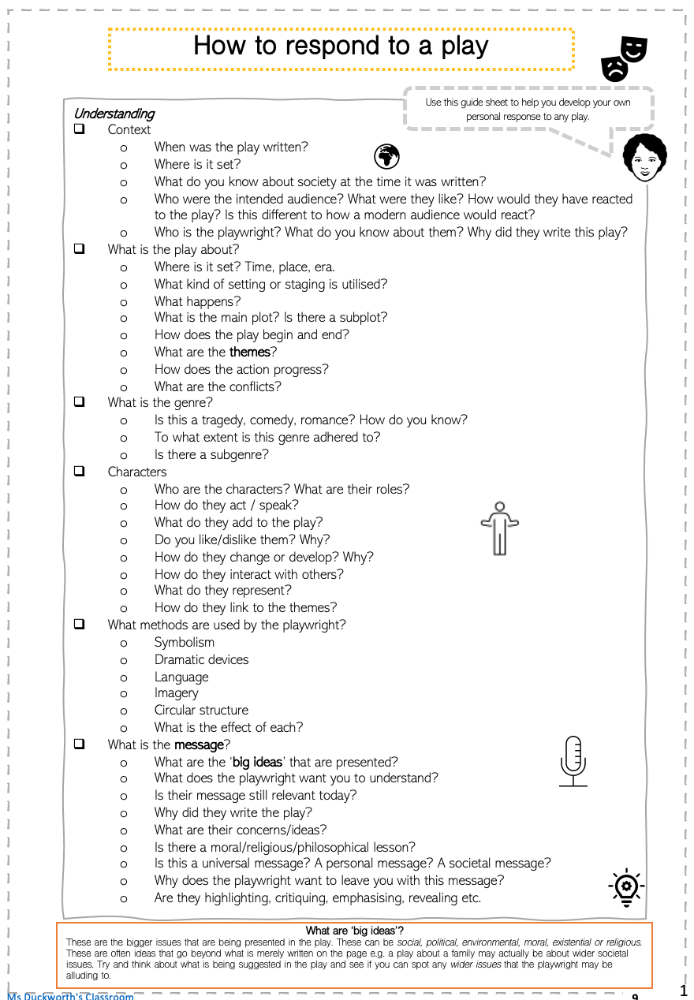 How to respond to a play
Use this guide sheet to help you develop your own
personal response to any play.
Understanding
❑ Context
o When was the play written?
o Where is it set?
o What do you know about society at the time it was written?
o Who were the intended audience? What were they like? How would they have reacted
to the play? Is this different to how a modern audience would react?
o Who is the playwright? What do you know about them? Why did they write this play?
❑ What is the play about?
o Where is it set? Time, place, era.
o What kind of setting or staging is utilised?
o What happens?
o What is the main plot? Is there a subplot?
o How does the play begin and end?
o What are the themes?
o How does the action progress?
o What are the conflicts?
❑ What is the genre?
o Is this a tragedy, comedy, romance? How do you know?
o To what extent is this genre adhered to?
o Is there a subgenre?
❑ Characters
o Who are the characters? What are their roles?
o How do they act / speak?
o What do they add to the play?
o Do you like/dislike them? Why?
o How do they change or develop? Why?
o How do they interact with others?
o What do they represent?
o How do they link to the themes?
❑ What methods are used by the playwright?
o Symbolism
o Dramatic devices
o Language
o Imagery
o Circular structure
o What is the effect of each?
❑ What is the message?
o What are the ‘big ideas’ that are presented?
o What does the playwright want you to understand?
o Is their message still relevant today?
o Why did they write the play?
o What are their concerns/ideas?
o Is there a moral/religious/philosophical lesson?
o Is this a universal message? A personal message? A societal message?
o Why does the playwright want to leave you with this message?
o Are they highlighting, critiquing, emphasising, revealing etc.
What are ‘big ideas’?
These are the bigger issues that are being presented in the play. These can be social, political, environmental, moral, existential or religious.
These are often ideas that go beyond what is merely written on the page e.g. a play about a family may actually be about wider societal
issues. Try and think about what is being suggested in the play and see if you can spot any wider issues that the playwright may be
alluding to.
Ms Duckworth's Classroom
9
1